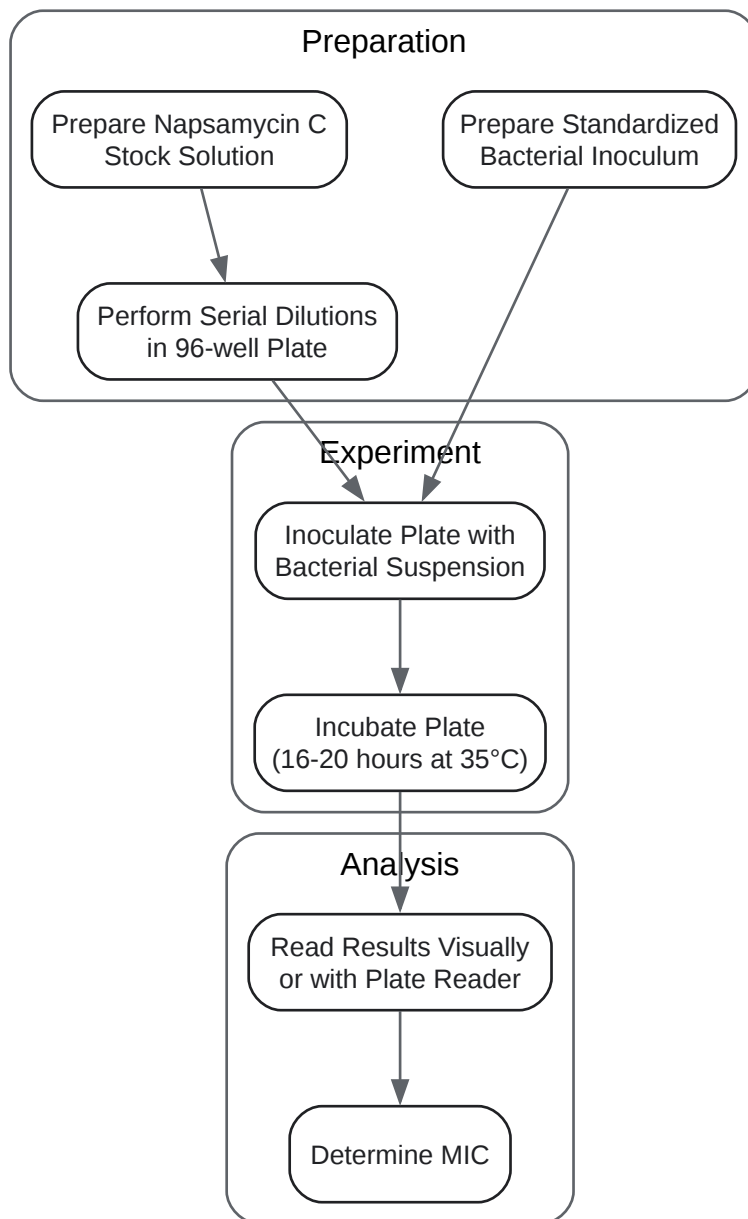 Preparation
Prepare Napsamycin C
Stock Solution
Prepare Standardized
Bacterial Inoculum
Perform Serial Dilutions
in 96-well Plate
Experiment
Inoculate Plate with
Bacterial Suspension
Incubate Plate
(16-20 hours at 35°C)
Analysis
Read Results Visually
or with Plate Reader
Determine MIC